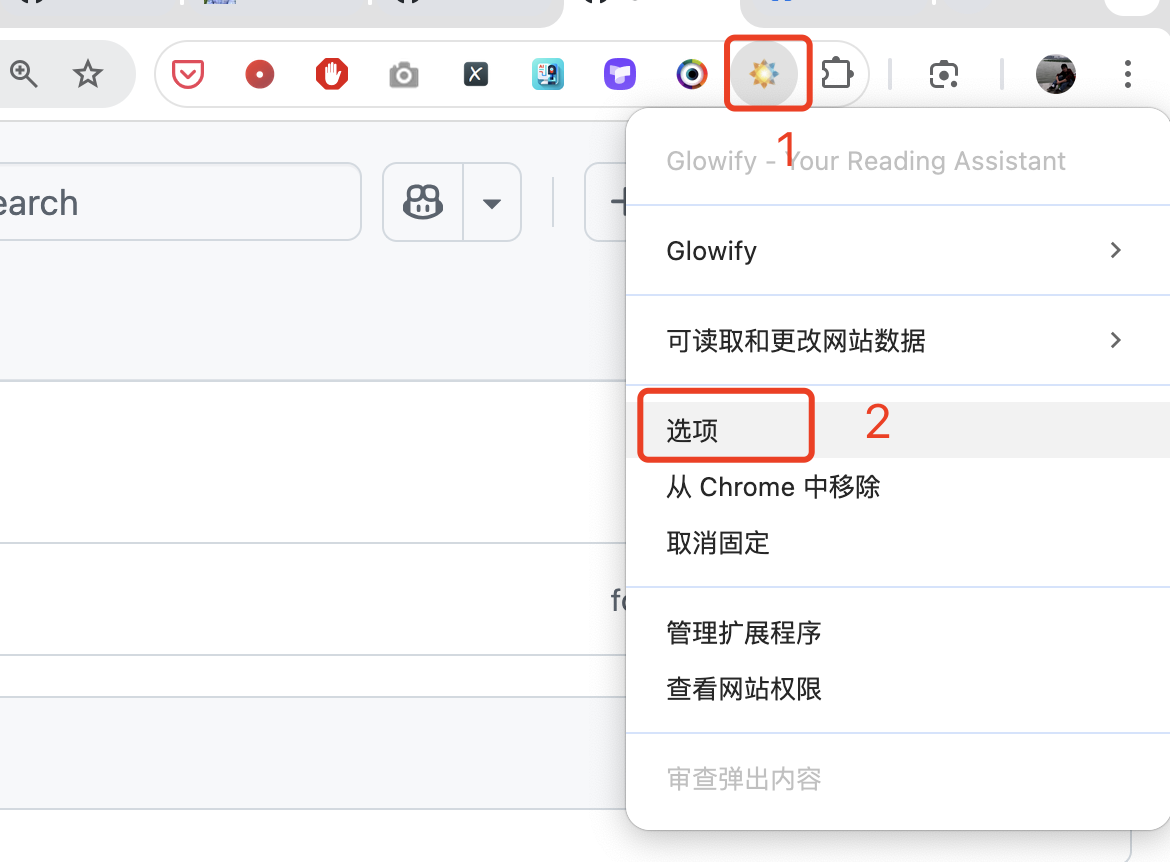 1
Glowify - Your Reading Assistant
earch
Glowify
可读取和更改网站数据
选项
2
从 Chrome 中移除
取消固定
管理扩展程序
查看网站权限
审查弹出内容